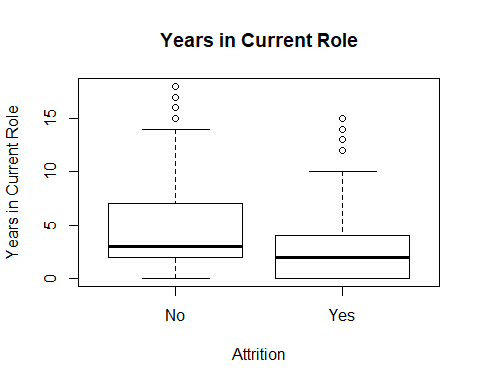 Years in Current Role
Years in Current Role
15
10
5
0
No Yes
Attrition